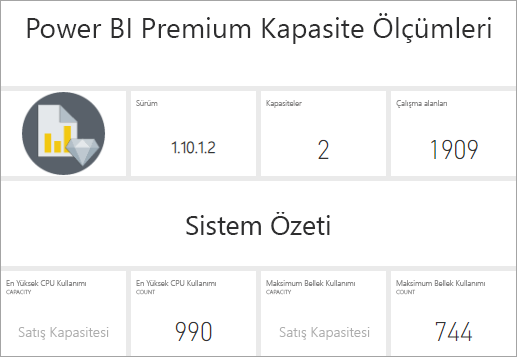 Power BI Premium Kapasite Ölçümleri
Sürüm
1.10.1.2
Kapasiteler
2
Çalışma alanları
1909
Sistem Özeti
En Yüksek CPU Kullanımı
CAPACITY
Satış Kapasitesi
En Yüksek CPU Kullanımı
COUNT
990
Maksimum Bellek Kullanımı
CAPACITY
Satış Kapasitesi
Maksimum Bellek Kullanımı
COUNT
744